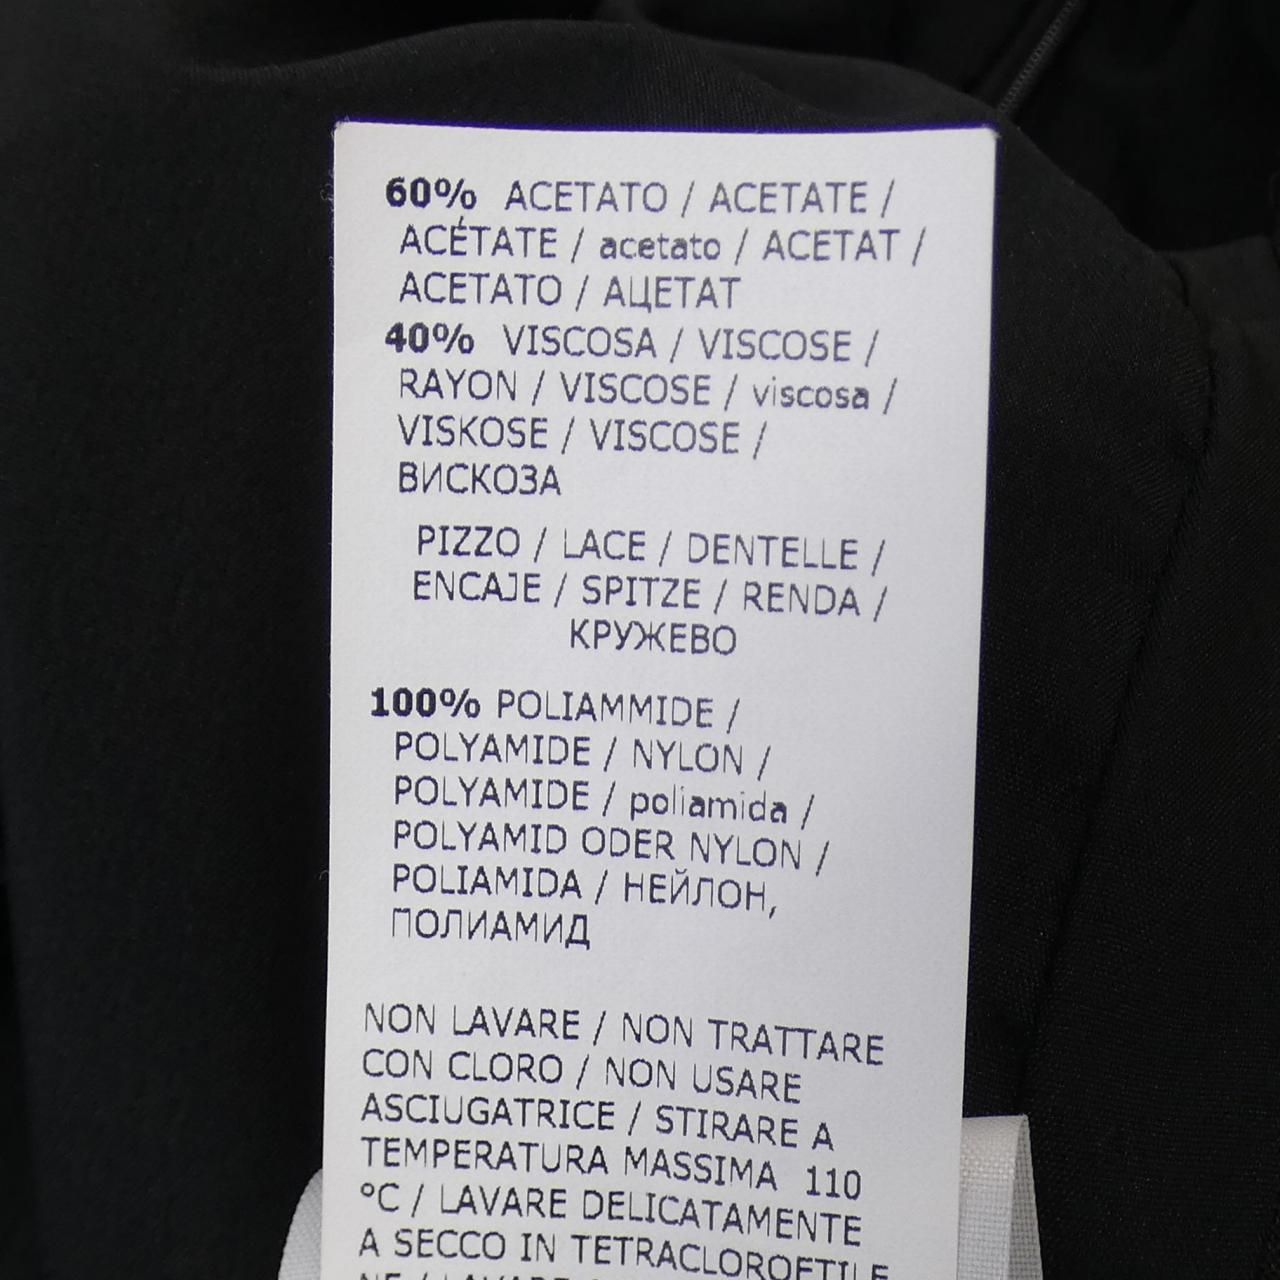 60% ACETATO / ACETATE /
ACÉTATE / acetato / ACETAT /
ACETATO / АЦЕТАТ
40% VISCOSA / VISCOSE /
RAYON / VISCOSE / viscosa /
VISKOSE / VISCOSE /
ВИСКОЗА
PIZZO / LACE / DENTELLE /
ENCAJE / SPITZE / RENDA /
КРУЖЕВО
100% POLIAMMIDE /
POLYAMIDE / NYLON /
POLYAMIDE / poliamida /
POLYAMID ODER NYLON /
POLIAMIDA / НЕЙЛОН,
ПОЛИАМИД
NON LAVARE / NON TRATTARE
CON CLORO / NON USARE
ASCIUGATRICE / STIRARE A
TEMPERATURA MASSIMA 110
°C / LAVARE DELICATAMENTE
A SECCO IN TETRACLOROETILE